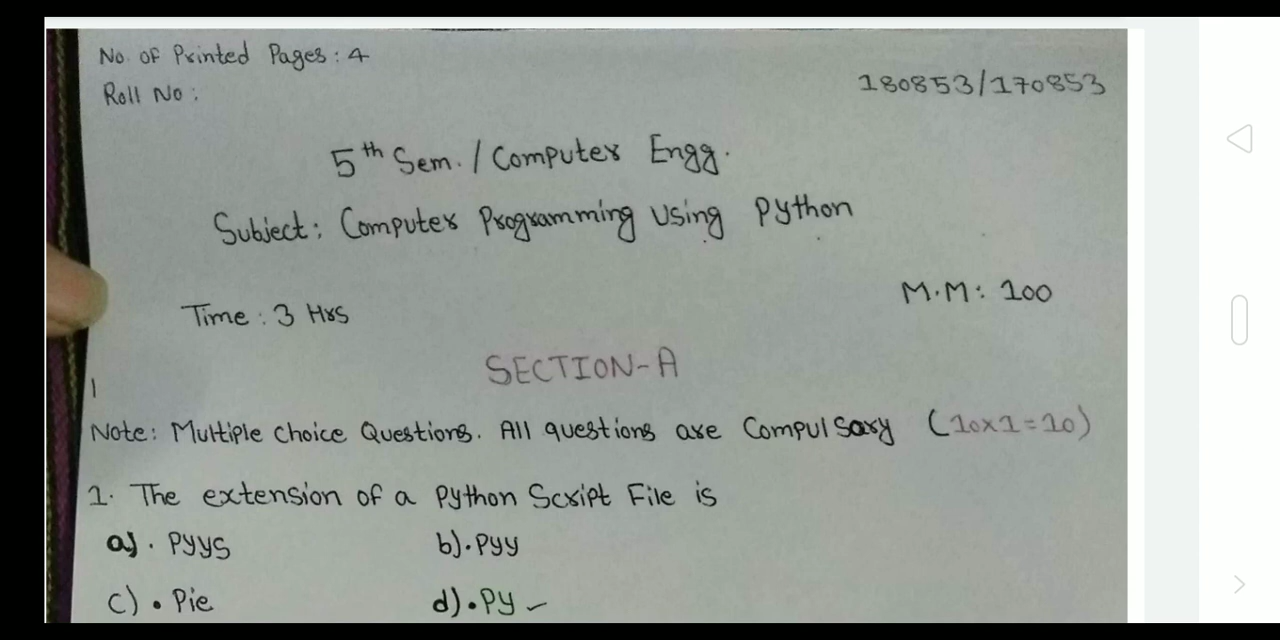 No. of Printed Pages: 4
Roll No:
180853/170853
5th Sem. / Computer Engg.
Subject: Computer Programming Using Python
M.M: 100
Time: 3 Hrs
SECTION-A
Note: Multiple Choice Questions. All questions are Compulsary (10x1=10)
1. The extension of a Python Script File is
a) .Pyys b) .Pyy
c) .Pie d) .Py ✓